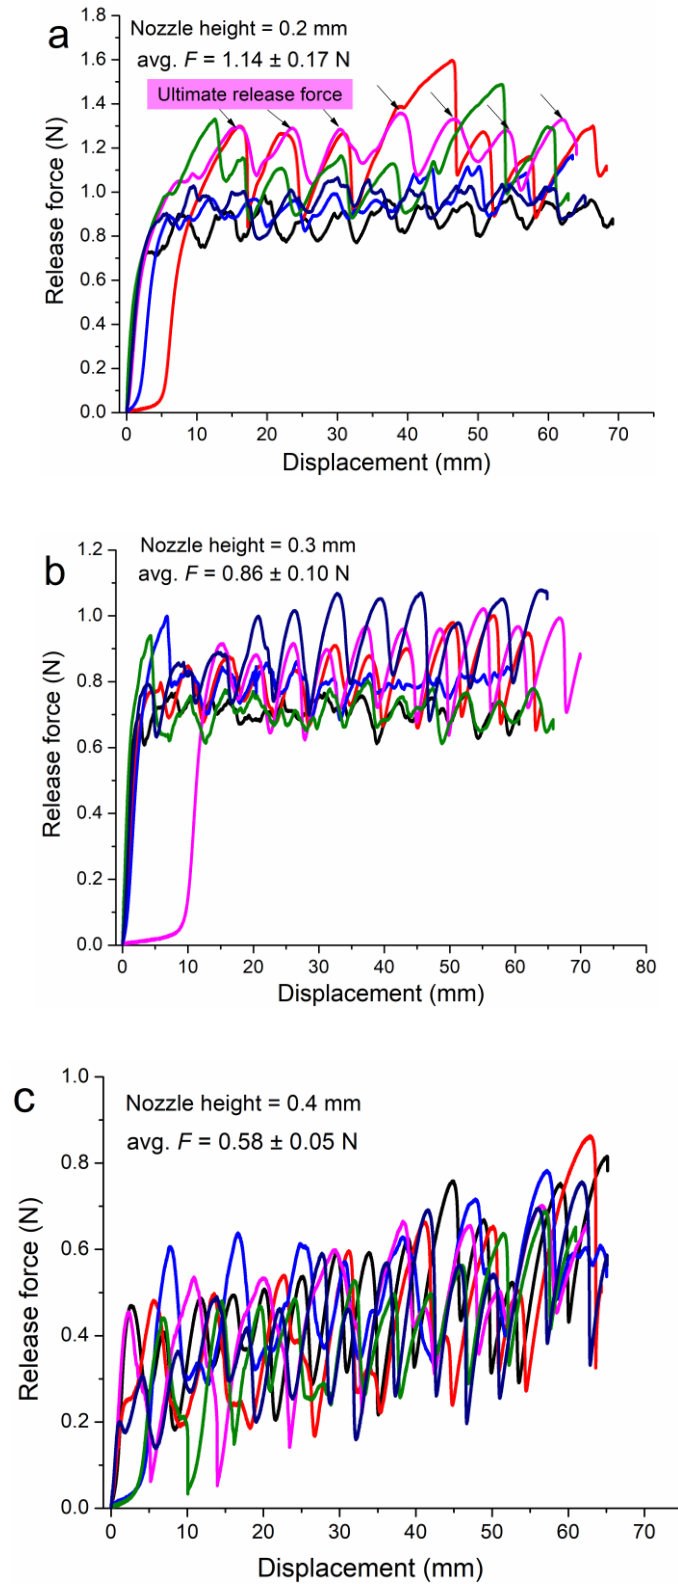 a
Nozzle height = 0.2 mm
avg. F = 1.14 ± 0.17 N
Ultimate release force
Release force (N)
1.8
1.6
1.4
1.2
1.0
0.8
0.6
0.4
0.2
0.0
0 10 20 30 40 50 60 70
Displacement (mm)
b
Nozzle height = 0.3 mm
avg. F = 0.86 ± 0.10 N
Release force (N)
1.2
1.0
0.8
0.6
0.4
0.2
0.0
0 10 20 30 40 50 60 70 80
Displacement (mm)
c
Nozzle height = 0.4 mm
avg. F = 0.58 ± 0.05 N
Release force (N)
1.0
0.8
0.6
0.4
0.2
0.0
0 10 20 30 40 50 60 70
Displacement (mm)